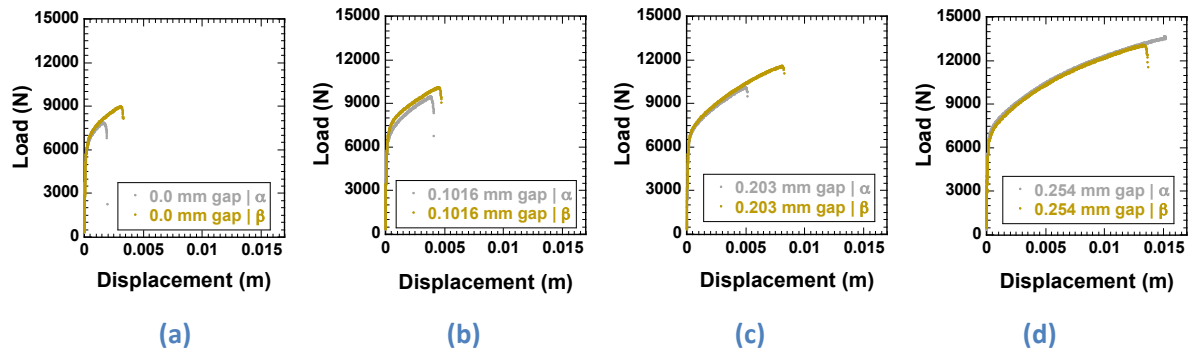 15000
12000
9000
6000
3000
0
Load (N)
0.0 mm gap | α
0.0 mm gap | β
0 0.005 0.01 0.015
Displacement (m)
(a)
15000
12000
9000
6000
3000
0
Load (N)
0.1016 mm gap | α
0.1016 mm gap | β
0 0.005 0.01 0.015
Displacement (m)
(b)
15000
12000
9000
6000
3000
0
Load (N)
0.203 mm gap | α
0.203 mm gap | β
0 0.005 0.01 0.015
Displacement (m)
(c)
15000
12000
9000
6000
3000
0
Load (N)
0.254 mm gap | α
0.254 mm gap | β
0 0.005 0.01 0.015
Displacement (m)
(d)